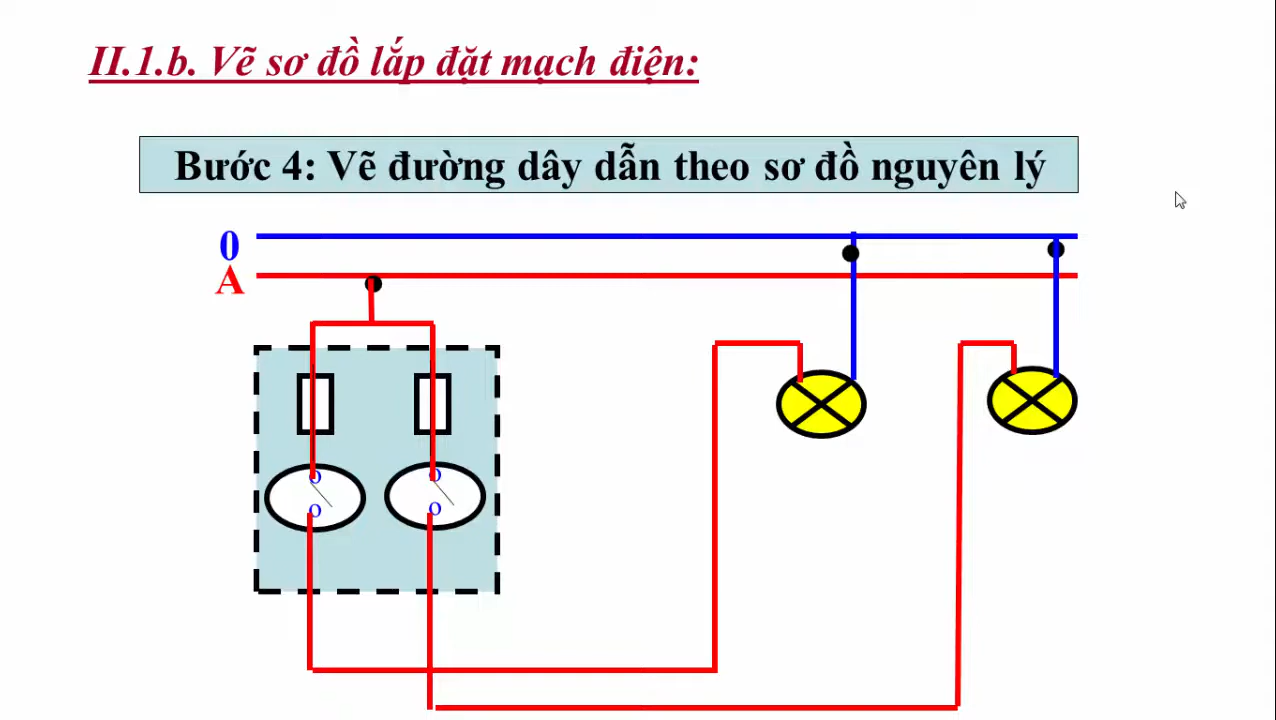 II.1.b. Vẽ sơ đồ lắp đặt mạch điện:
Bước 4: Vẽ đường dây dẫn theo sơ đồ nguyên lý
0
A
o o
o o